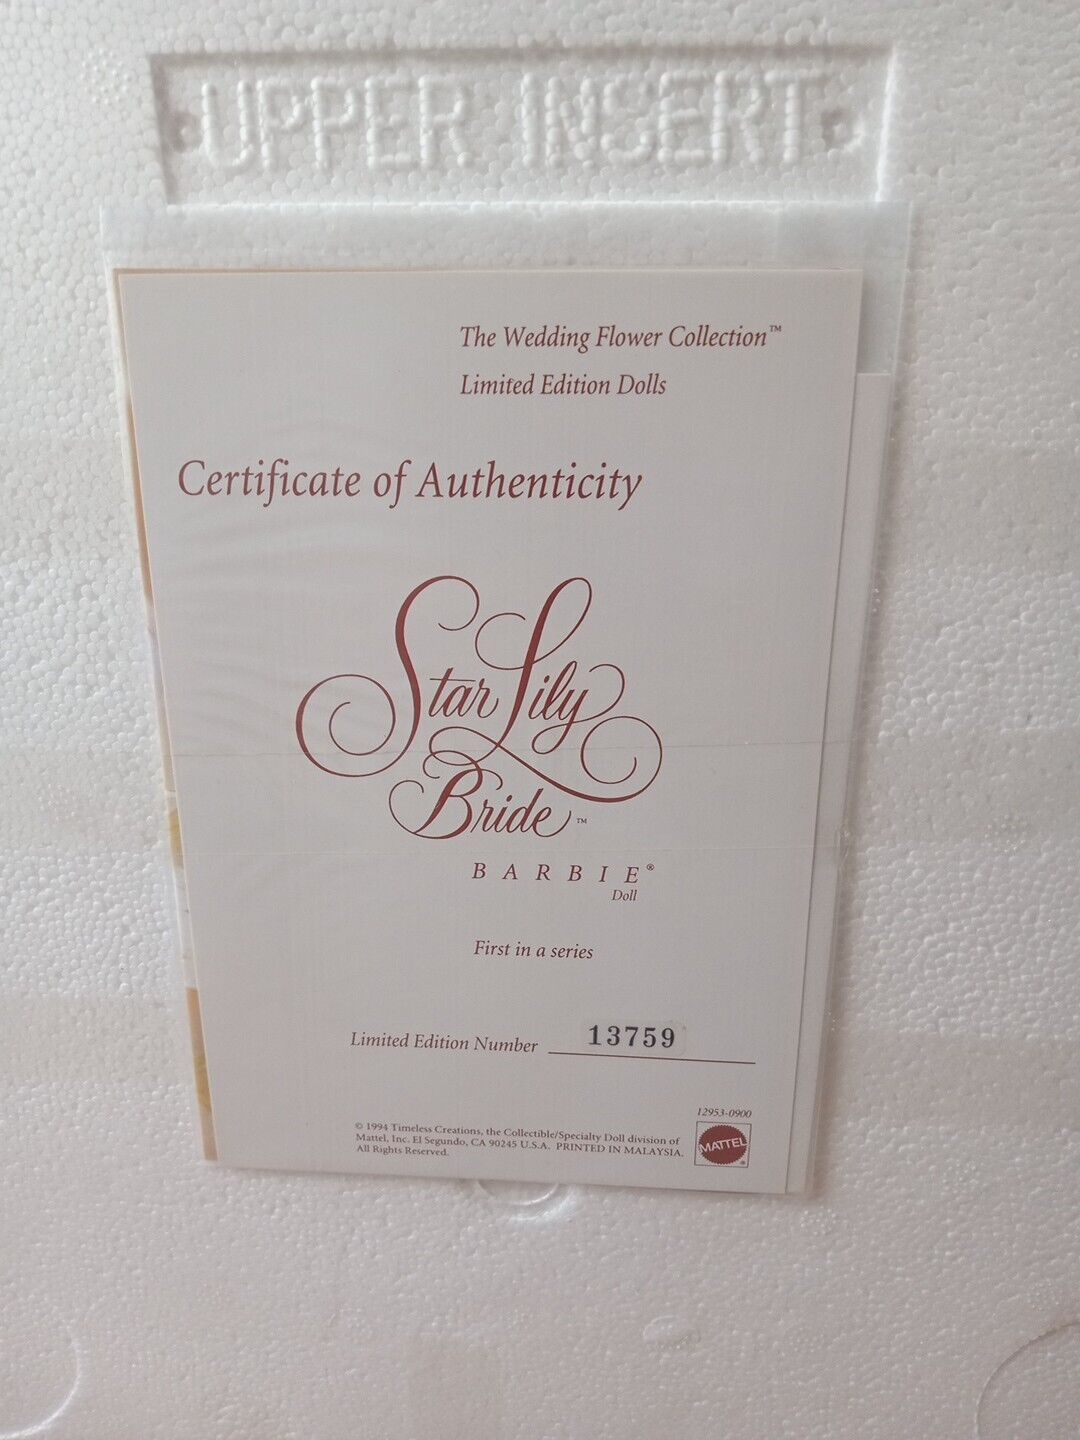 UPPER INSERT
The Wedding Flower Collection™
Limited Edition Dolls
Certificate of Authenticity
Star Lily
Bride™
BARBIE®
Doll
First in a series
Limited Edition Number 13759
12953-0900
© 1994 Timeless Creations, the Collectible/Specialty Doll division of
Mattel, Inc. El Segundo, CA 90245 U.S.A. PRINTED IN MALAYSIA.
All Rights Reserved.
MATTEL®